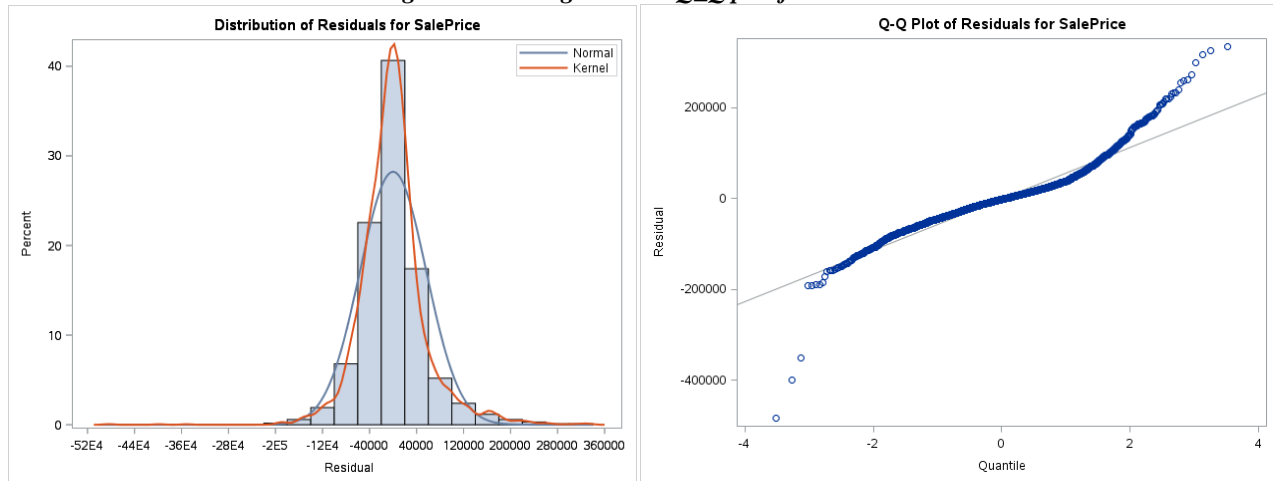 Distribution of Residuals for SalePrice
Normal
Kernel
40
30
20
10
0
Percent
-52E4 -44E4 -36E4 -28E4 -2E5 -12E4 -40000 40000 120000 200000 280000 360000
Residual
Q-Q Plot of Residuals for SalePrice
200000
0
-200000
-400000
Residual
-4 -2 0 2 4
Quantile